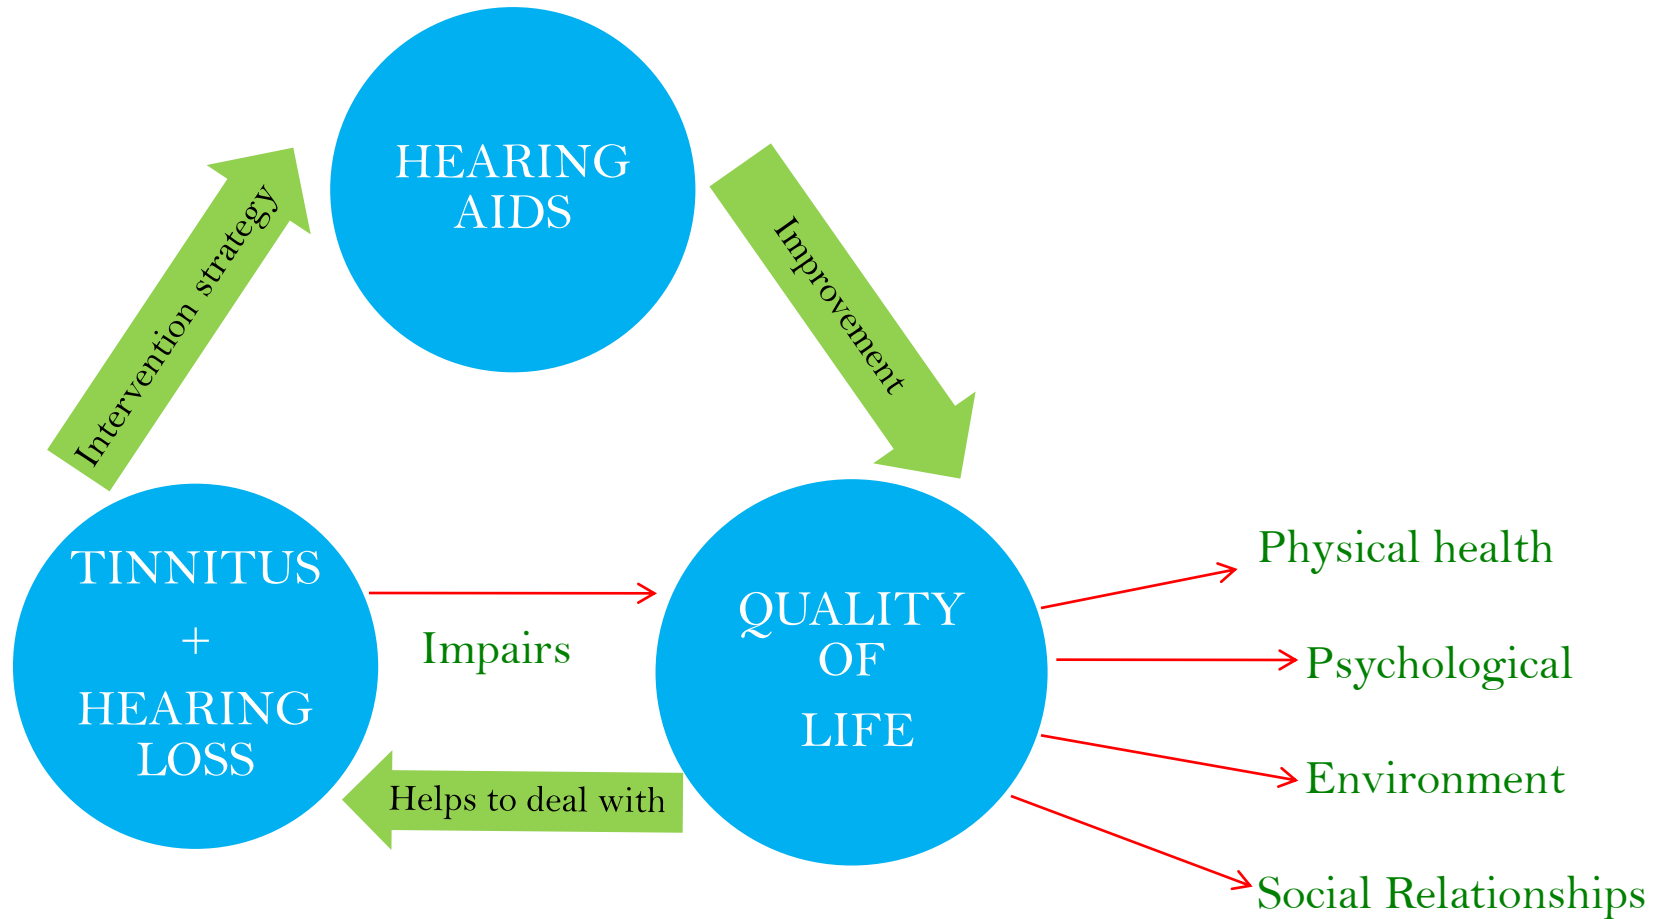 HEARING
AIDS
Intervention strategy
Improvement
TINNITUS
+
HEARING
LOSS
Impairs
Helps to deal with
QUALITY
OF
LIFE
Physical health
Psychological
Environment
Social Relationships